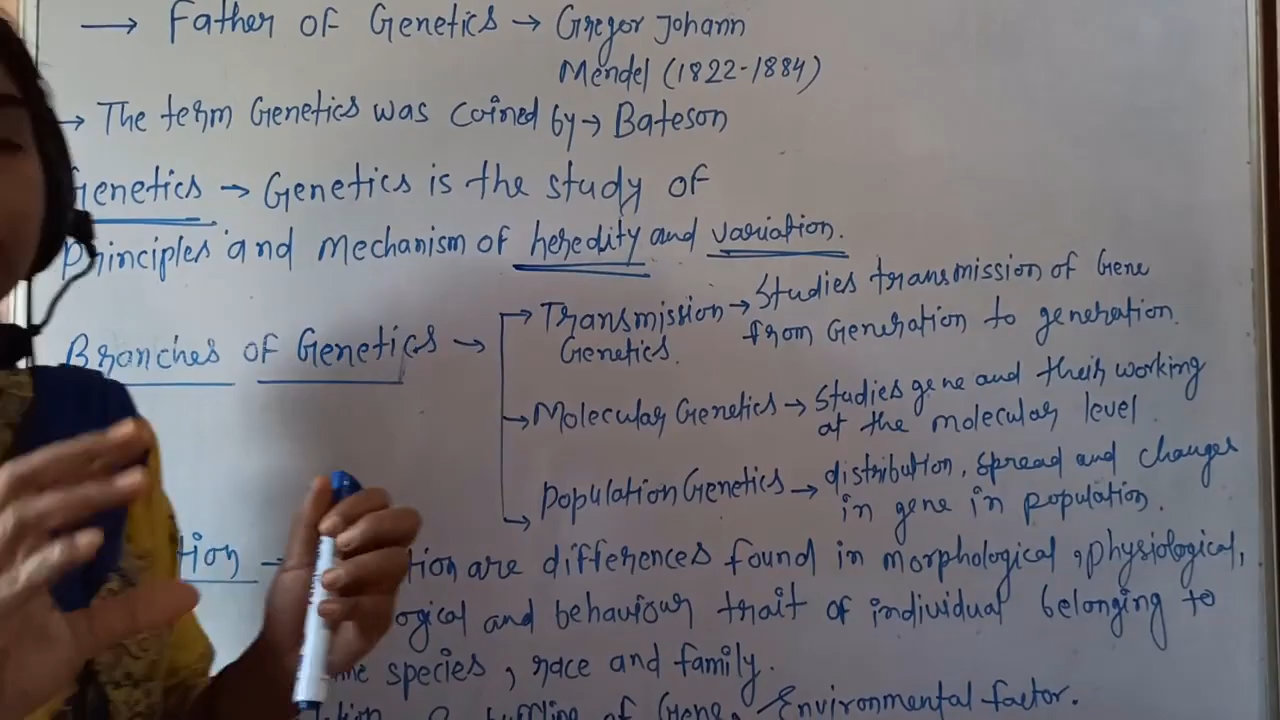 → Father of Genetics → Gregor Johann
Mendel (1822-1884)
→ The term Genetics was coined by → Bateson
Genetics → Genetics is the study of
Principles and mechanism of heredity and variation.
Branches of Genetics →
Transmission Genetics. → Studies transmission of Gene
from Generation to generation.
Molecular Genetics → Studies gene and their working
at the molecular level.
Population Genetics → distribution, spread and changes
in gene in population.
tion → tion are differences found in morphological, physiological,
ogical and behaviour trait of individual belonging to
species, race and family.
of Gene, Environmental factor.